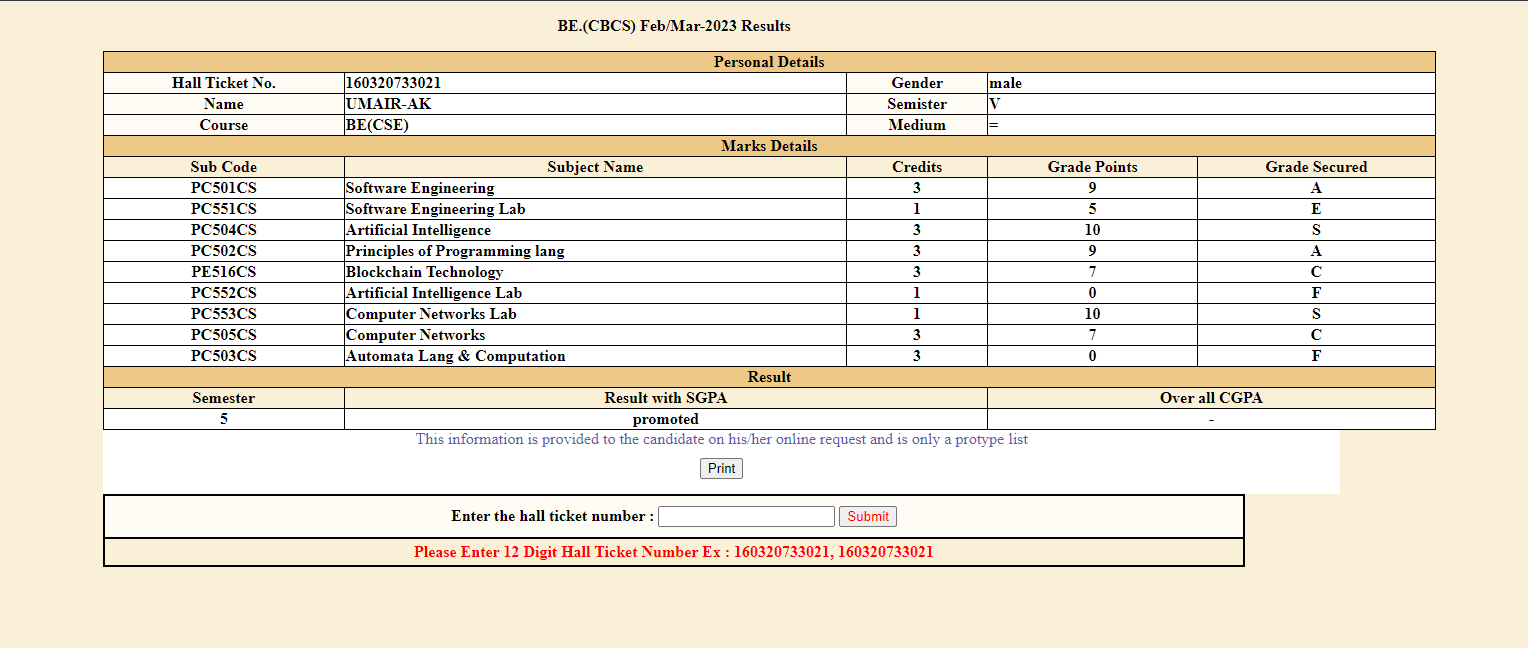 BE.(CBCS) Feb/Mar-2023 Results
Personal Details
Hall Ticket No. 160320733021 Gender male
Name UMAIR-AK Semister V
Course BE(CSE) Medium =
Marks Details
Sub Code Subject Name Credits Grade Points Grade Secured
PC501CS Software Engineering 3 9 A
PC551CS Software Engineering Lab 1 5 E
PC504CS Artificial Intelligence 3 10 S
PC502CS Principles of Programming lang 3 9 A
PE516CS Blockchain Technology 3 7 C
PC552CS Artificial Intelligence Lab 1 0 F
PC553CS Computer Networks Lab 1 10 S
PC505CS Computer Networks 3 7 C
PC503CS Automata Lang & Computation 3 0 F
Result
Semester Result with SGPA Over all CGPA
5 promoted -
This information is provided to the candidate on his/her online request and is only a protype list
Print
Enter the hall ticket number : Submit
Please Enter 12 Digit Hall Ticket Number Ex : 160320733021, 160320733021